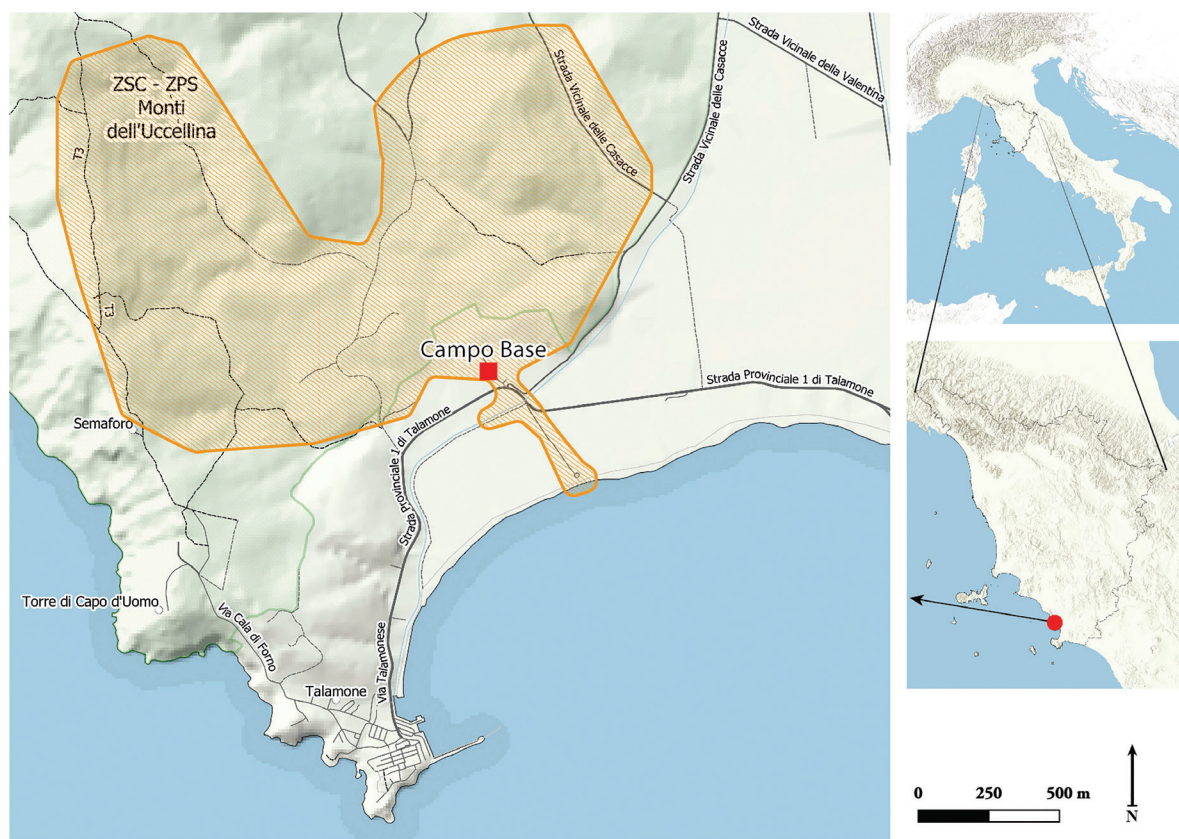 ZSC - ZPS
Monti
dell'Uccellina
Strada Vicinale delle Casacce
Strada Vicinale delle Casacce
Strada Vicinale della Valentina
T3
T3
Campo Base
Strada Provinciale 1 di Talamone
Strada Provinciale 1 di Talamone
Semaforo
Torre di Capo d'Uomo
Via Cala di Forno
Via Talamonese
Talamone
0 250 500 m
N